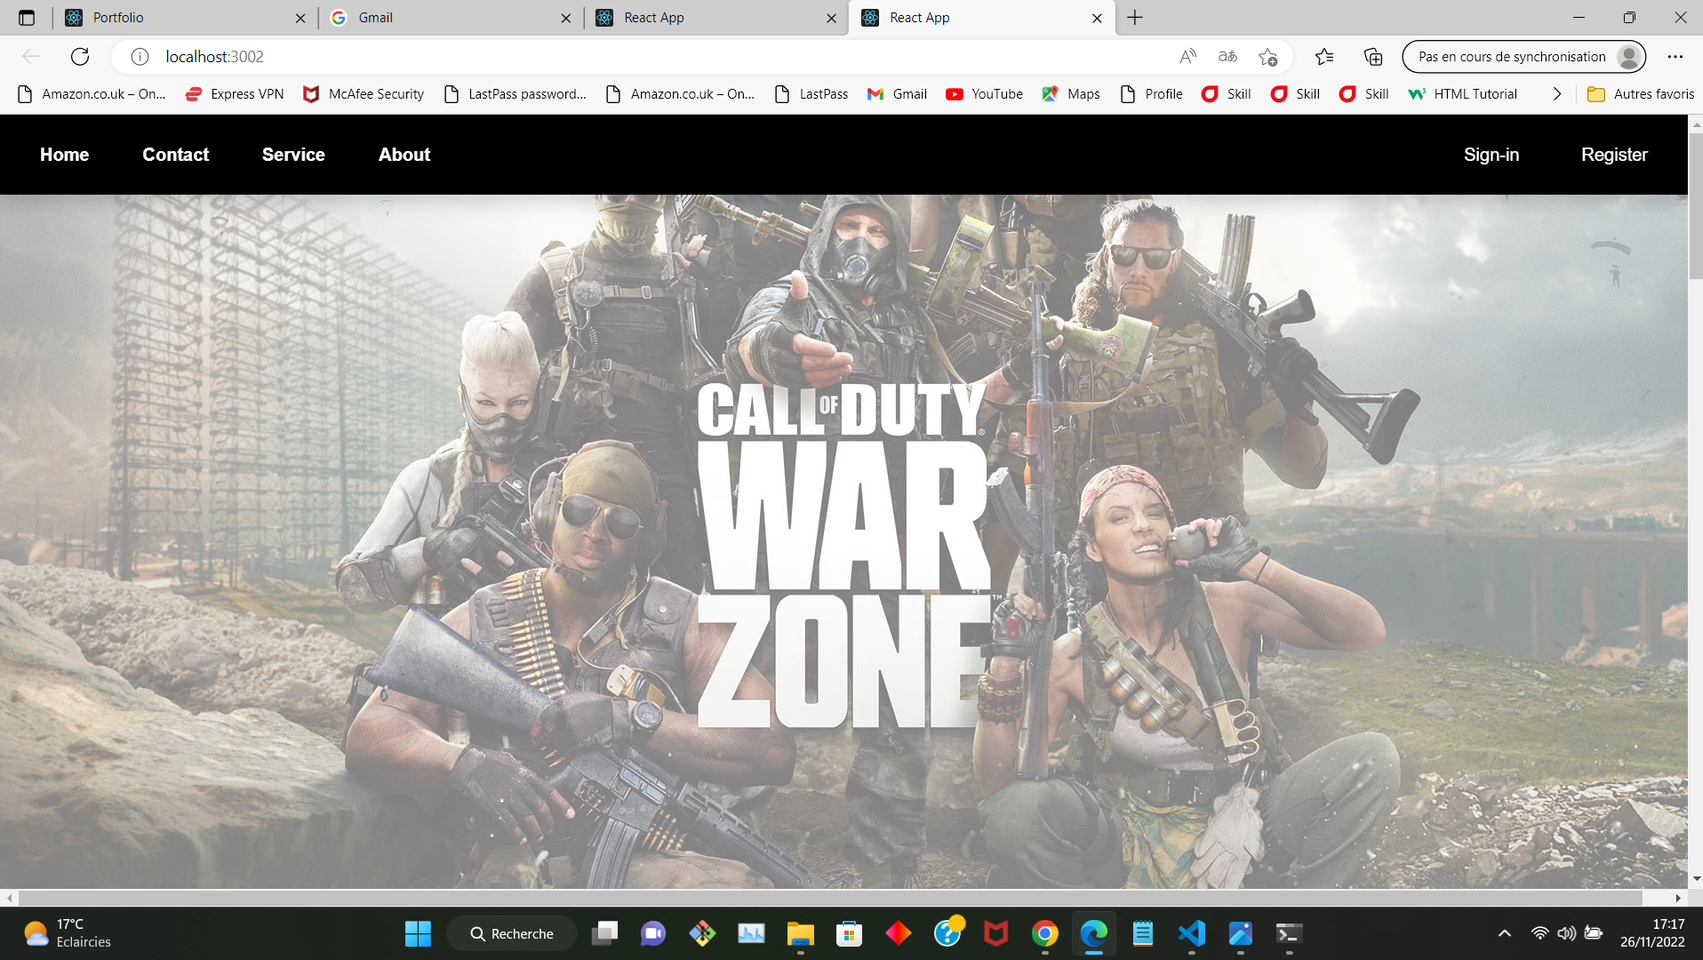 Portfolio
Gmail
React App
React App
localhost:3002
Pas en cours de synchronisation
Amazon.co.uk – On...
Express VPN
McAfee Security
LastPass password...
Amazon.co.uk – On...
LastPass
Gmail
YouTube
Maps
Profile
Skill
Skill
Skill
HTML Tutorial
Autres favoris
Home
Contact
Service
About
Sign-in
Register
CALL OF DUTY®
WAR
ZONE™
17°C
Eclaircies
Recherche
17:17
26/11/2022